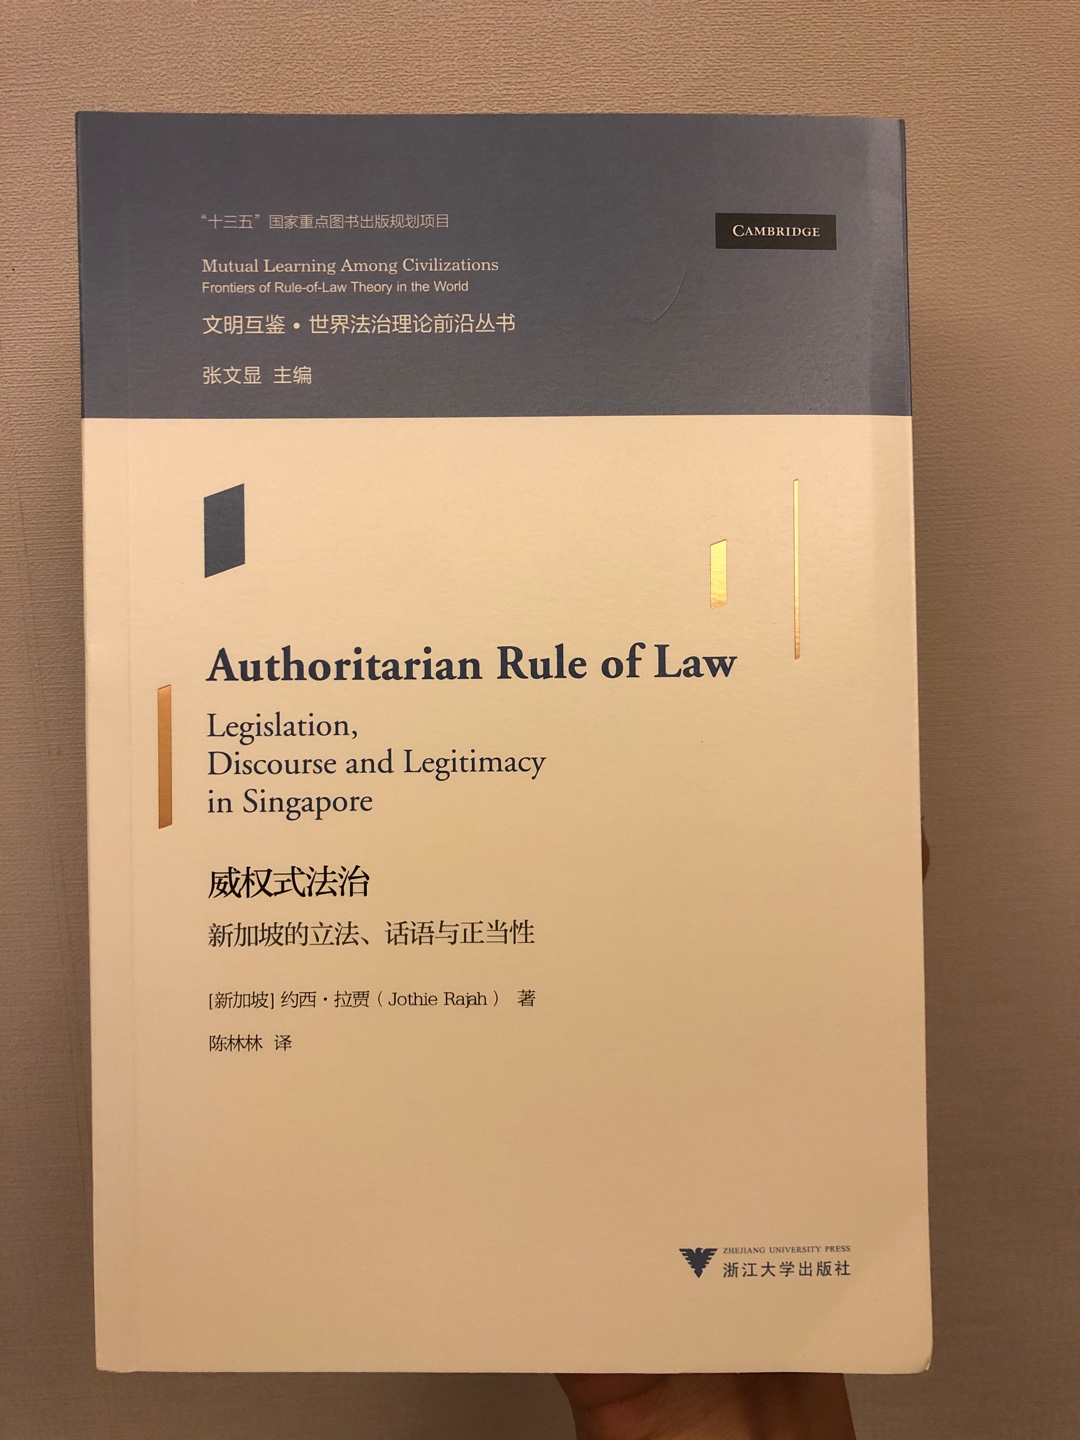 “十三五”国家重点图书出版规划项目
CAMBRIDGE
Mutual Learning Among Civilizations
Frontiers of Rule-of-Law Theory in the World
文明互鉴·世界法治理论前沿丛书
张文显 主编
Authoritarian Rule of Law
Legislation,
Discourse and Legitimacy
in Singapore
威权式法治
新加坡的立法、话语与正当性
[新加坡] 约西·拉贾（Jothie Rajah） 著
陈林林 译
ZHEJIANG UNIVERSITY PRESS
浙江大学出版社